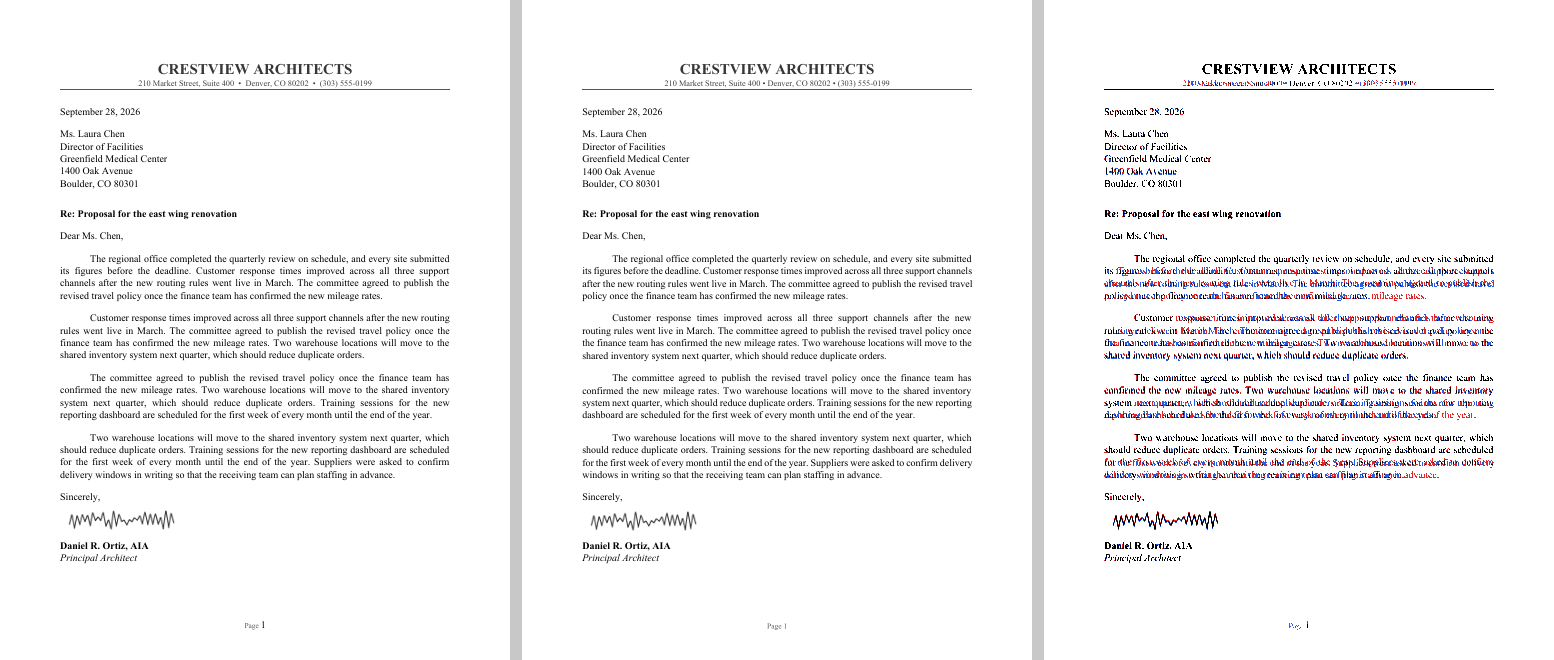 CRESTVIEW ARCHITECTS
210 Market Street, Suite 400 • Denver, CO 80202 • (303) 555-0199
September 28, 2026
Ms. Laura Chen
Director of Facilities
Greenfield Medical Center
1400 Oak Avenue
Boulder, CO 80301
Re: Proposal for the east wing renovation
Dear Ms. Chen,
The regional office completed the quarterly review on schedule, and every site submitted
its figures before the deadline. Customer response times improved across all three support
channels after the new routing rules went live in March. The committee agreed to publish the
revised travel policy once the finance team has confirmed the new mileage rates.
Customer response times improved across all three support channels after the new routing
rules went live in March. The committee agreed to publish the revised travel policy once the
finance team has confirmed the new mileage rates. Two warehouse locations will move to the
shared inventory system next quarter, which should reduce duplicate orders.
The committee agreed to publish the revised travel policy once the finance team has
confirmed the new mileage rates. Two warehouse locations will move to the shared inventory
system next quarter, which should reduce duplicate orders. Training sessions for the new
reporting dashboard are scheduled for the first week of every month until the end of the year.
Two warehouse locations will move to the shared inventory system next quarter, which
should reduce duplicate orders. Training sessions for the new reporting dashboard are scheduled
for the first week of every month until the end of the year. Suppliers were asked to confirm
delivery windows in writing so that the receiving team can plan staffing in advance.
Sincerely,
Daniel R. Ortiz, AIA
Principal Architect
Page 1
CRESTVIEW ARCHITECTS
210 Market Street, Suite 400 • Denver, CO 80202 • (303) 555-0199
September 28, 2026
Ms. Laura Chen
Director of Facilities
Greenfield Medical Center
1400 Oak Avenue
Boulder, CO 80301
Re: Proposal for the east wing renovation
Dear Ms. Chen,
The regional office completed the quarterly review on schedule, and every site submitted
its figures before the deadline. Customer response times improved across all three support channels
after the new routing rules went live in March. The committee agreed to publish the revised travel
policy once the finance team has confirmed the new mileage rates.
Customer response times improved across all three support channels after the new
routing rules went live in March. The committee agreed to publish the revised travel policy once
the finance team has confirmed the new mileage rates. Two warehouse locations will move to the
shared inventory system next quarter, which should reduce duplicate orders.
The committee agreed to publish the revised travel policy once the finance team has
confirmed the new mileage rates. Two warehouse locations will move to the shared inventory
system next quarter, which should reduce duplicate orders. Training sessions for the new reporting
dashboard are scheduled for the first week of every month until the end of the year.
Two warehouse locations will move to the shared inventory system next quarter, which
should reduce duplicate orders. Training sessions for the new reporting dashboard are scheduled
for the first week of every month until the end of the year. Suppliers were asked to confirm delivery
windows in writing so that the receiving team can plan staffing in advance.
Sincerely,
Daniel R. Ortiz, AIA
Principal Architect
Page 1
CRESTVIEW ARCHITECTS
September 28, 2026
Ms. Laura Chen
Director of Facilities
Greenfield Medical Center
1400 Oak Avenue
Boulder, CO 80301
Re: Proposal for the east wing renovation
Dear Ms. Chen,
The regional office completed the quarterly review on schedule, and every site submitted
mileage rates.
shared inventory system next quarter, which should reduce duplicate orders.
The committee agreed to publish the revised travel policy once the finance team has
confirmed the new mileage rates. Two warehouse locations will move to the shared inventory
of the year.
Two warehouse locations will move to the shared inventory system next quarter, which
should reduce duplicate orders. Training sessions for the new reporting dashboard are scheduled
Sincerely,
Daniel R. Ortiz, AIA
Principal Architect
Page 1